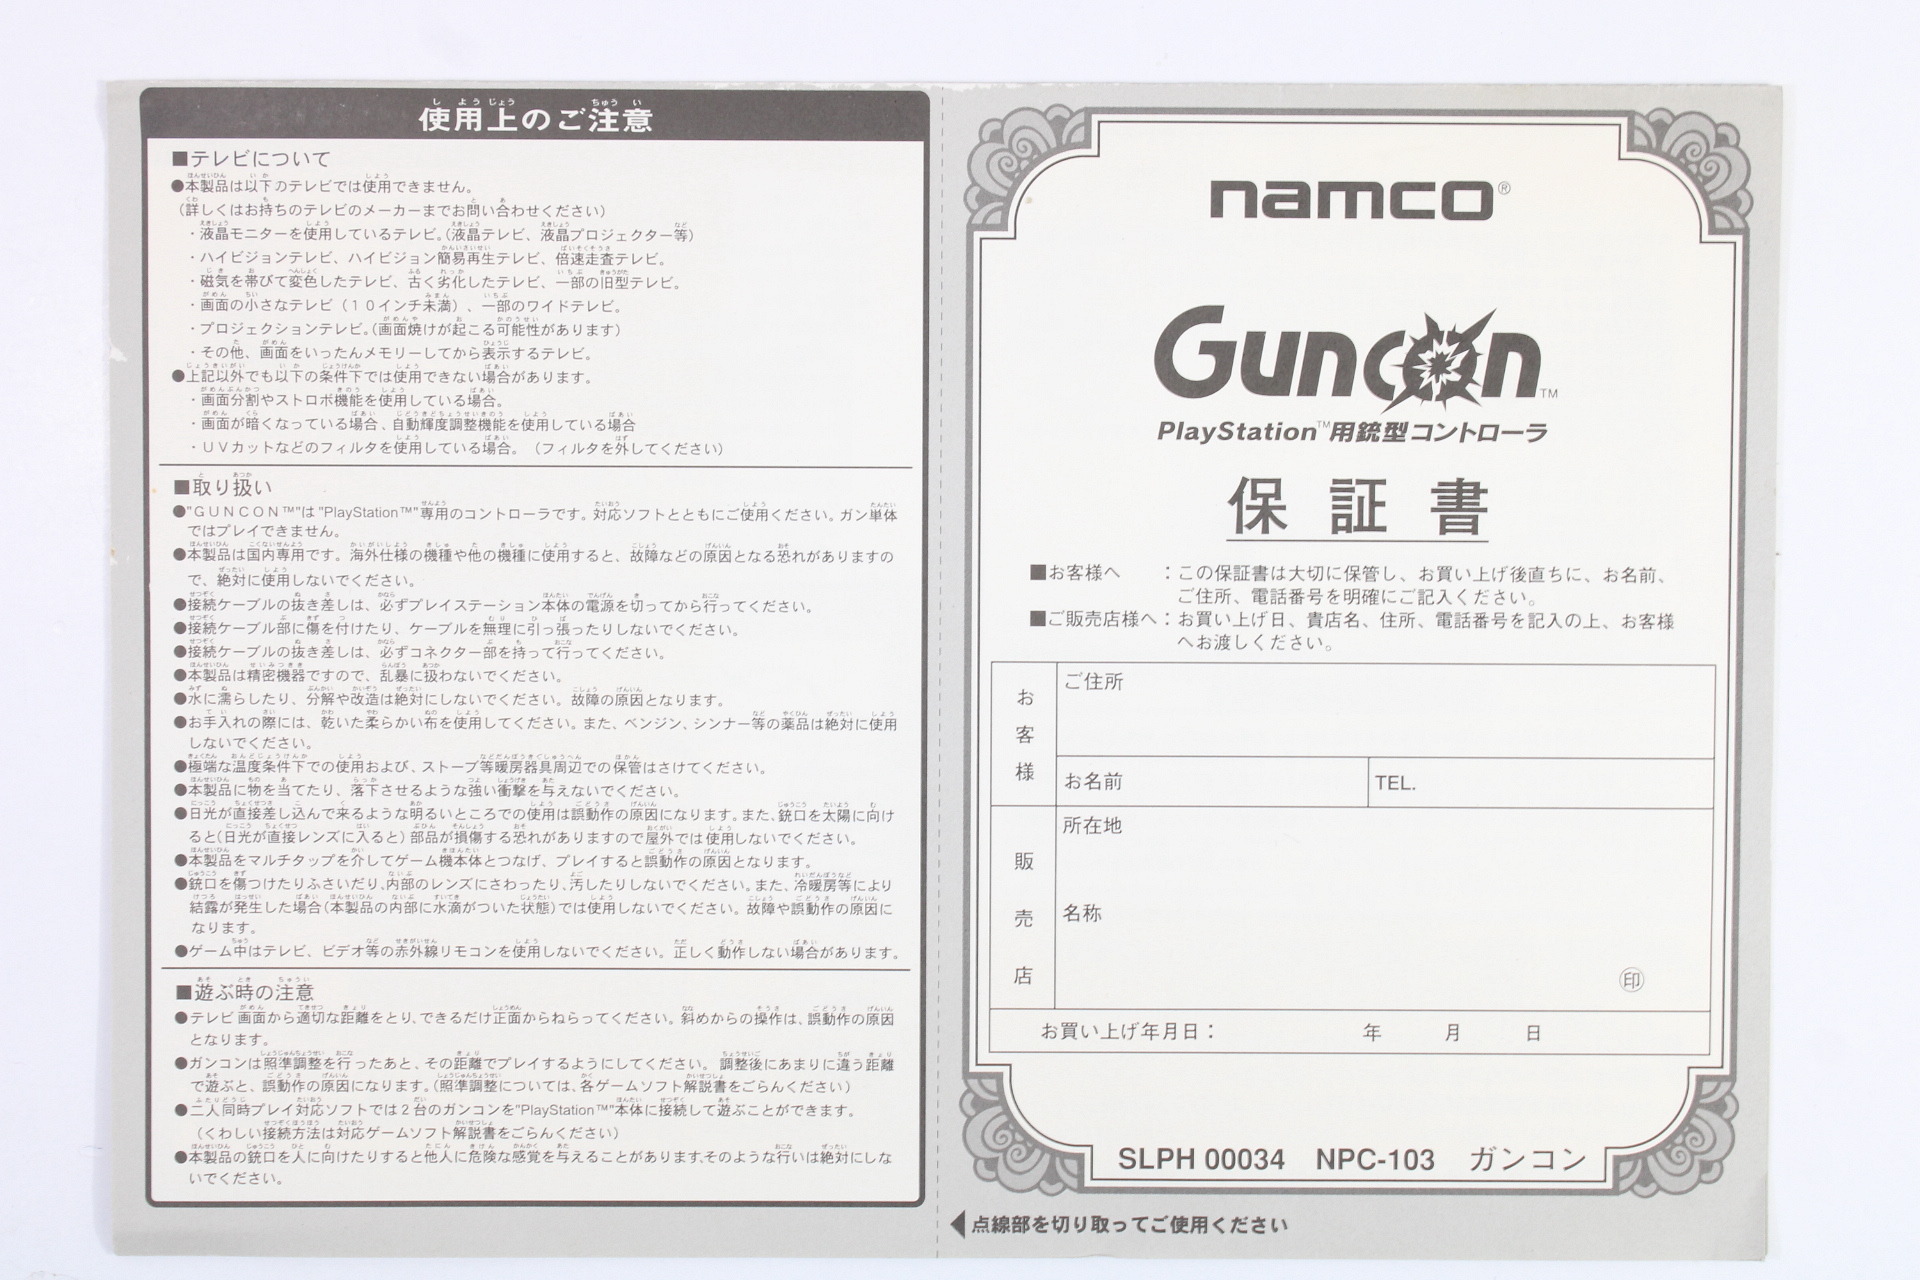 使用上のご注意
■テレビについて
●本製品は以下のテレビでは使用できません。
(詳しくはお持ちのテレビのメーカーまでお問い合わせください)
・液晶モニターを使用しているテレビ。(液晶テレビ、液晶プロジェクター等)
・ハイビジョンテレビ、ハイビジョン簡易再生テレビ、倍速走査テレビ。
・磁気を帯びて変色したテレビ、古く劣化したテレビ、一部の旧型テレビ。
・画面の小さなテレビ(10インチ未満)、一部のワイドテレビ。
・プロジェクションテレビ。(画面焼けが起こる可能性があります)
・その他、画面をいったんメモリーしてから表示するテレビ。
●上記以外でも以下の条件下では使用できない場合があります。
・画面分割やストロボ機能を使用している場合。
・画面が暗くなっている場合、自動輝度調整機能を使用している場合
・UVカットなどのフィルタを使用している場合。(フィルタを外してください)
■取り扱い
●"GUNCON™"は"PlayStation™"専用のコントローラです。対応ソフトとともにご使用ください。ガン単体
ではプレイできません。
●本製品は国内専用です。海外仕様の機種や他の機種に使用すると、故障などの原因となる恐れがありますの
で、絶対に使用しないでください。
●接続ケーブルの抜き差しは、必ずプレイステーション本体の電源を切ってから行ってください。
●接続ケーブル部に傷を付けたり、ケーブルを無理に引っ張ったりしないでください。
●接続ケーブルの抜き差しは、必ずコネクター部を持って行ってください。
●本製品は精密機器ですので、乱暴に扱わないでください。
●水に濡らしたり、分解や改造は絶対にしないでください。故障の原因となります。
●お手入れの際には、乾いた柔らかい布を使用してください。また、ベンジン、シンナー等の薬品は絶対に使用
しないでください。
●極端な温度条件下での使用および、ストーブ等暖房器具周辺での保管はさけてください。
●本製品に物を当てたり、落下させるような強い衝撃を与えないでください。
●日光が直接差し込んで来るような明るいところでの使用は誤動作の原因になります。また、銃口を太陽に向け
ると(日光が直接レンズに入ると)部品が損傷する恐れがありますので屋外では使用しないでください。
●本製品をマルチタップを介してゲーム機本体とつなげ、プレイすると誤動作の原因となります。
●銃口を傷つけたりふさいだり、内部のレンズにさわったり、汚したりしないでください。また、冷暖房等により
結露が発生した場合(本製品の内部に水滴がついた状態)では使用しないでください。故障や誤動作の原因に
なります。
●ゲーム中はテレビ、ビデオ等の赤外線リモコンを使用しないでください。正しく動作しない場合があります。
■遊ぶ時の注意
●テレビ画面から適切な距離をとり、できるだけ正面からねらってください。斜めからの操作は、誤動作の原因
となります。
●ガンコンは照準調整を行ったあと、その距離でプレイするようにしてください。調整後にあまりに違う距離
で遊ぶと、誤動作の原因になります。(照準調整については、各ゲームソフト解説書をごらんください)
●二人同時プレイ対応ソフトでは2台のガンコンを"PlayStation™"本体に接続して遊ぶことができます。
(くわしい接続方法は対応ゲームソフト解説書をごらんください)
●本製品の銃口を人に向けたりすると他人に危険な感覚を与えることがあります、そのような行いは絶対にしな
いでください。
namco®
Guncon™
PlayStation™用銃型コントローラ
保証書
■お客様へ　：この保証書は大切に保管し、お買い上げ後直ちに、お名前、
ご住所、電話番号を明確にご記入ください。
■ご販売店様へ：お買い上げ日、貴店名、住所、電話番号を記入の上、お客様
へお渡しください。
お客様
ご住所
お名前
TEL.
販売店
所在地
名称
印
お買い上げ年月日：　年　月　日
SLPH 00034　NPC-103　ガンコン
◀点線部を切り取ってご使用ください